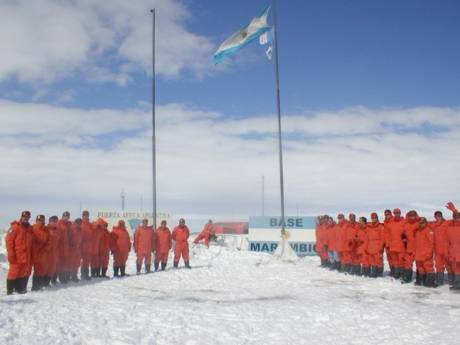 FUERZA AEREA ARGENTINA
BASE
MARAMBIO